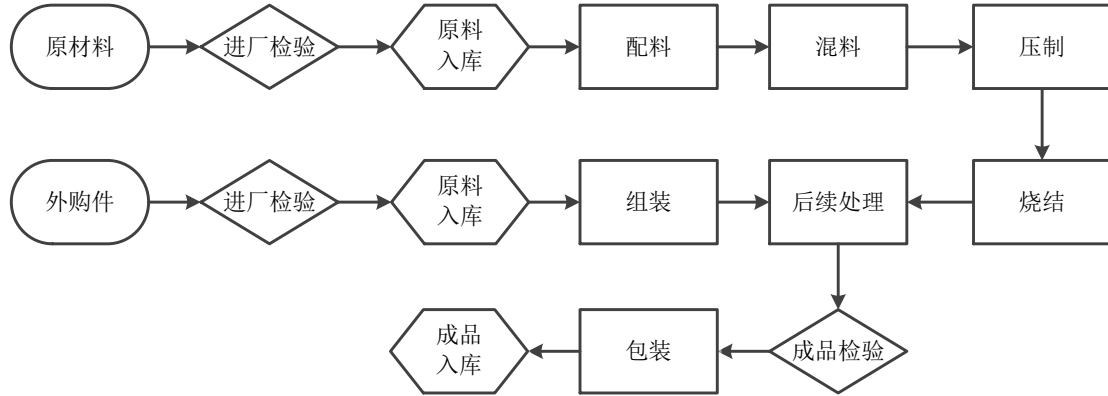 原材料
进厂检验
原料
入库
配料
混料
压制
外购件
进厂检验
原料
入库
组装
后续处理
烧结
成品
入库
包装
成品检验